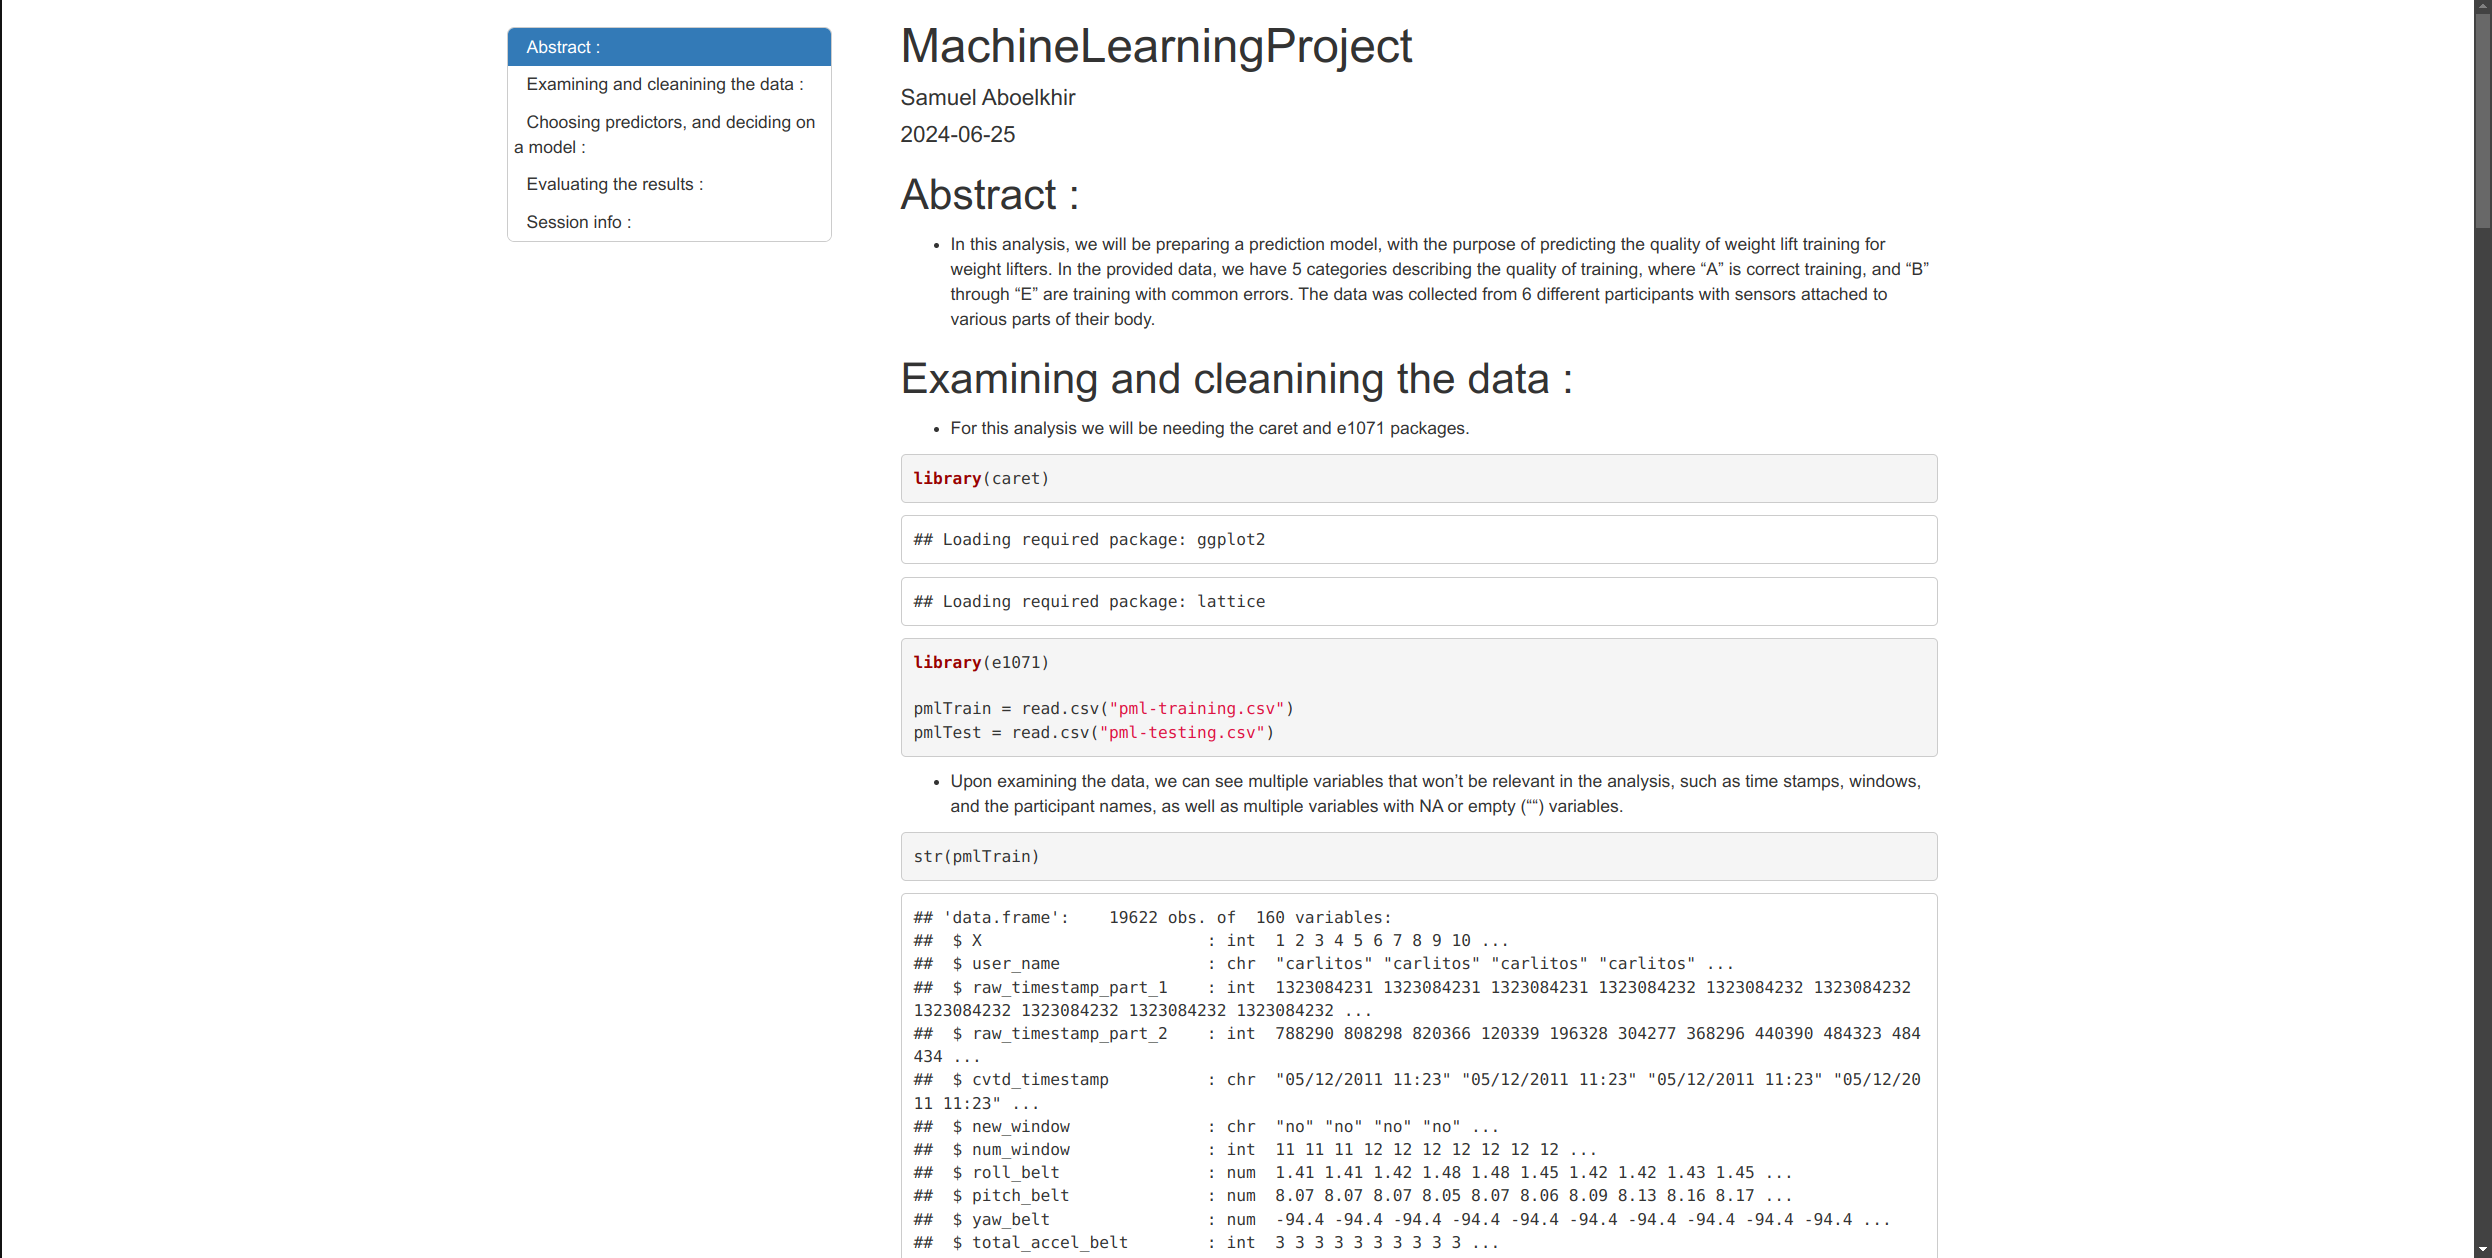 Abstract :
Examining and cleanining the data :
Choosing predictors, and deciding on
a model :
Evaluating the results :
Session info :
MachineLearningProject
Samuel Aboelkhir
2024-06-25
Abstract :
• In this analysis, we will be preparing a prediction model, with the purpose of predicting the quality of weight lift training for
weight lifters. In the provided data, we have 5 categories describing the quality of training, where “A” is correct training, and “B”
through “E” are training with common errors. The data was collected from 6 different participants with sensors attached to
various parts of their body.
Examining and cleanining the data :
• For this analysis we will be needing the caret and e1071 packages.
library(caret)
## Loading required package: ggplot2
## Loading required package: lattice
library(e1071)
pmlTrain = read.csv("pml-training.csv")
pmlTest = read.csv("pml-testing.csv")
• Upon examining the data, we can see multiple variables that won’t be relevant in the analysis, such as time stamps, windows,
and the participant names, as well as multiple variables with NA or empty (““) variables.
str(pmlTrain)
## 'data.frame':    19622 obs. of  160 variables:
##  $ X                       : int  1 2 3 4 5 6 7 8 9 10 ...
##  $ user_name               : chr  "carlitos" "carlitos" "carlitos" "carlitos" ...
##  $ raw_timestamp_part_1    : int  1323084231 1323084231 1323084231 1323084232 1323084232 1323084232
1323084232 1323084232 1323084232 1323084232 ...
##  $ raw_timestamp_part_2    : int  788290 808298 820366 120339 196328 304277 368296 440390 484323 484
434 ...
##  $ cvtd_timestamp          : chr  "05/12/2011 11:23" "05/12/2011 11:23" "05/12/2011 11:23" "05/12/20
11 11:23" ...
##  $ new_window              : chr  "no" "no" "no" "no" ...
##  $ num_window              : int  11 11 11 12 12 12 12 12 12 12 ...
##  $ roll_belt               : num  1.41 1.41 1.42 1.48 1.48 1.45 1.42 1.42 1.43 1.45 ...
##  $ pitch_belt              : num  8.07 8.07 8.07 8.05 8.07 8.06 8.09 8.13 8.16 8.17 ...
##  $ yaw_belt                : num  -94.4 -94.4 -94.4 -94.4 -94.4 -94.4 -94.4 -94.4 -94.4 -94.4 ...
##  $ total_accel_belt        : int  3 3 3 3 3 3 3 3 3 3 ...